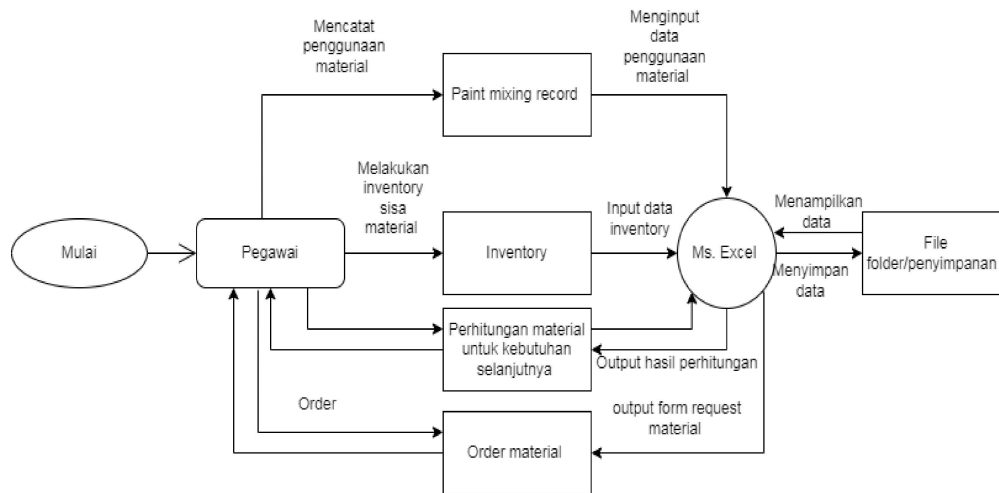 Mencatat
penggunaan
material
Menginput
data
penggunaan
material
Paint mixing record
Melakukan
inventory
sisa
material
Input data
inventory
Menampilkan
data
Mulai
Pegawai
Inventory
Ms. Excel
File
folder/penyimpanan
Menyimpan
data
Perhitungan material
untuk kebutuhan
selanjutnya
Output hasil perhitungan
Order
output form request
material
Order material